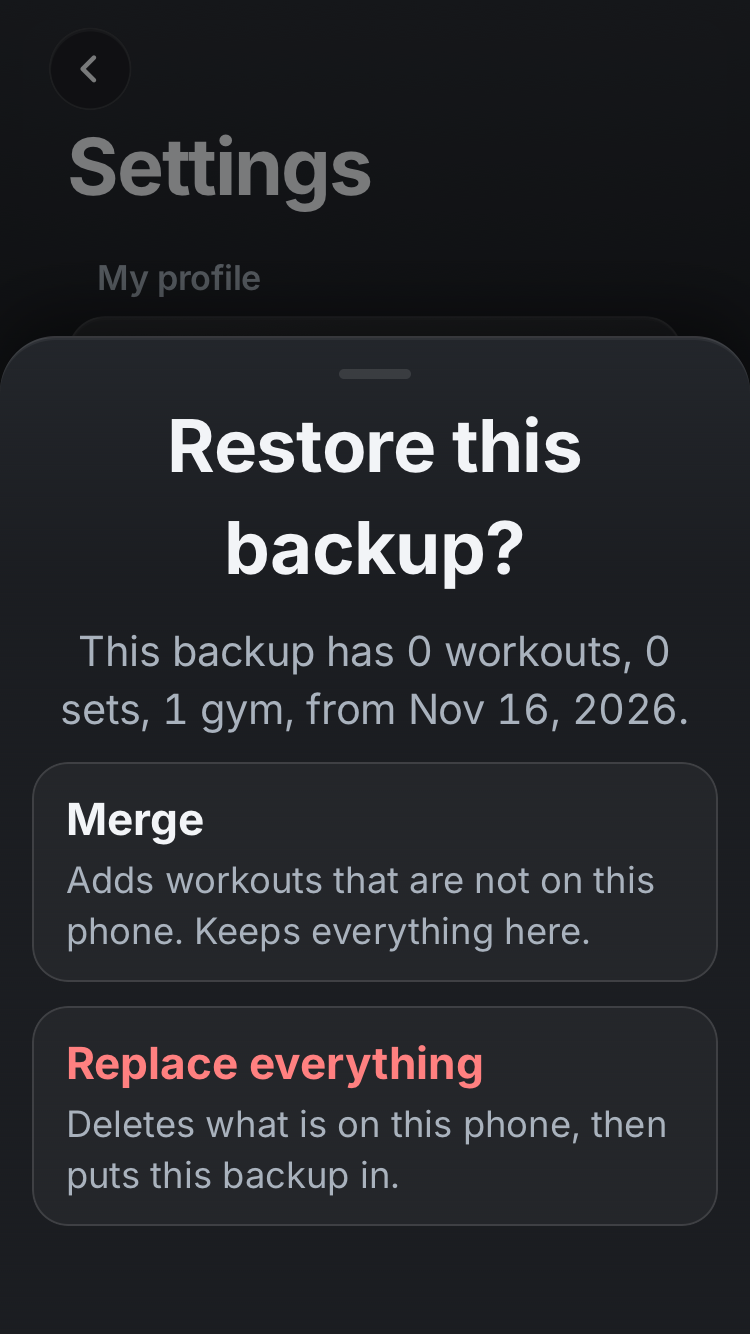 Settings
My profile
Restore this
backup?
This backup has 0 workouts, 0
sets, 1 gym, from Nov 16, 2026.
Merge
Adds workouts that are not on this
phone. Keeps everything here.
Replace everything
Deletes what is on this phone, then
puts this backup in.